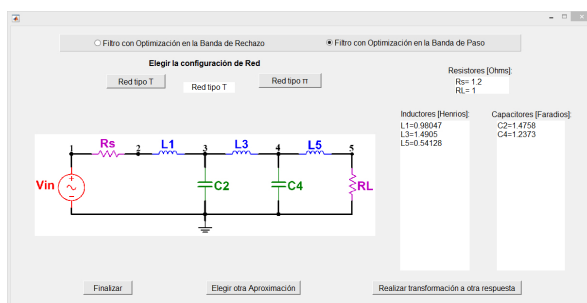 Filtro con Optimización en la Banda de Rechazo
Filtro con Optimización en la Banda de Paso
Elegir la configuración de Red
Red tipo T
Red tipo T
Red tipo π
Resistores [Ohms]:
Rs= 1.2
RL= 1
Inductores [Henrios]:
L1=0.98047
L3=1.4905
L5=0.54128
Capacitores [Faradios]:
C2=1.4758
C4=1.2373
1 Rs 2 L1 3 L3 4 L5 5
Vin C2 C4 RL
Finalizar
Elegir otra Aproximación
Realizar transformación a otra respuesta